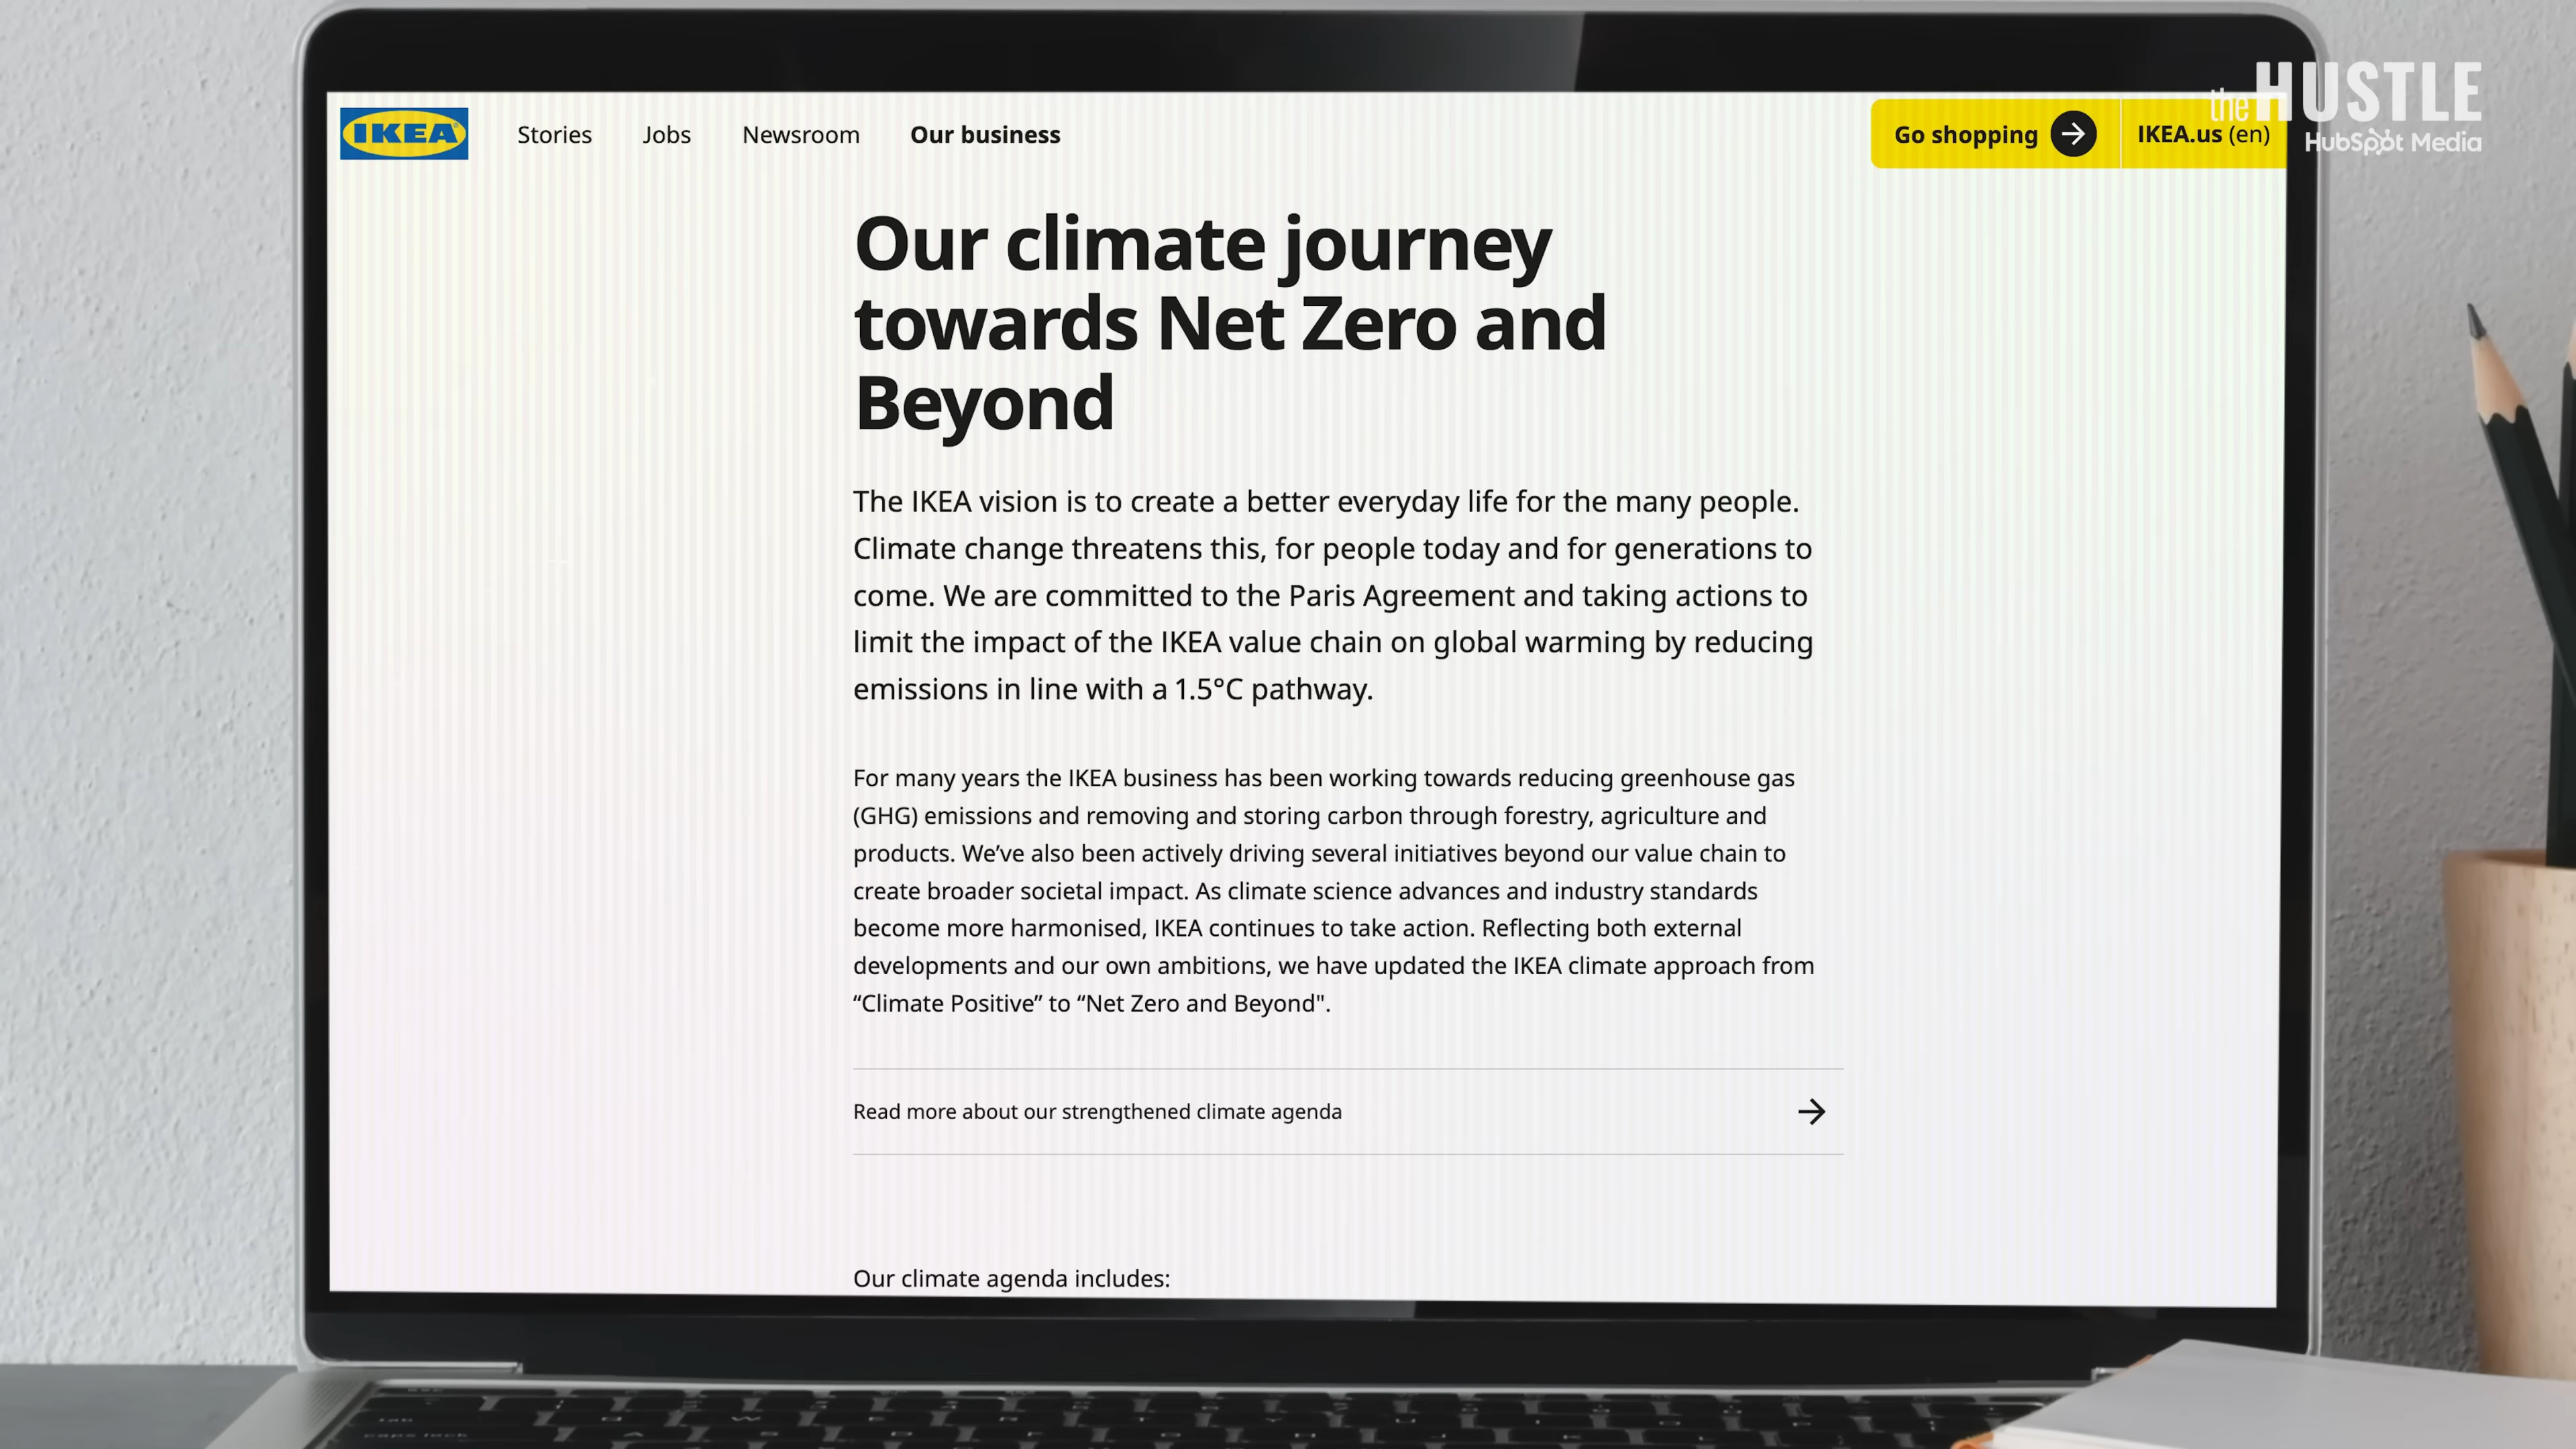 IKEA
Stories Jobs Newsroom Our business
Go shopping IKEA.us (en)
the HUSTLE
HubSpot Media
Our climate journey
towards Net Zero and
Beyond
The IKEA vision is to create a better everyday life for the many people.
Climate change threatens this, for people today and for generations to
come. We are committed to the Paris Agreement and taking actions to
limit the impact of the IKEA value chain on global warming by reducing
emissions in line with a 1.5°C pathway.
For many years the IKEA business has been working towards reducing greenhouse gas
(GHG) emissions and removing and storing carbon through forestry, agriculture and
products. We’ve also been actively driving several initiatives beyond our value chain to
create broader societal impact. As climate science advances and industry standards
become more harmonised, IKEA continues to take action. Reflecting both external
developments and our own ambitions, we have updated the IKEA climate approach from
“Climate Positive” to “Net Zero and Beyond".
Read more about our strengthened climate agenda
Our climate agenda includes: